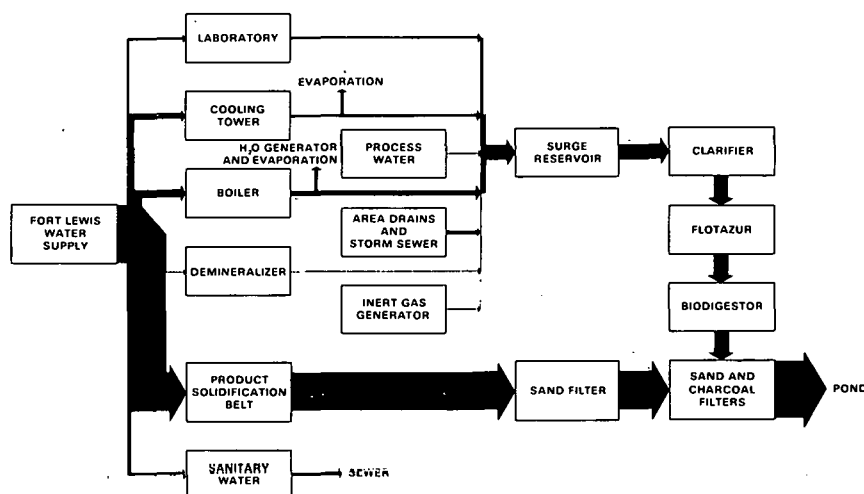 LABORATORY
EVAPORATION
COOLING
TOWER
H₂O GENERATOR
AND EVAPORATION
PROCESS
WATER
SURGE
RESERVOIR
CLARIFIER
BOILER
FORT LEWIS
WATER
SUPPLY
AREA DRAINS
AND
STORM SEWER
FLOTAZUR
DEMINERALIZER
INERT GAS
GENERATOR
BIODIGESTOR
PRODUCT
SOLIDIFICATION
BELT
SAND FILTER
SAND AND
CHARCOAL
FILTERS
POND
SANITARY
WATER
SEWER